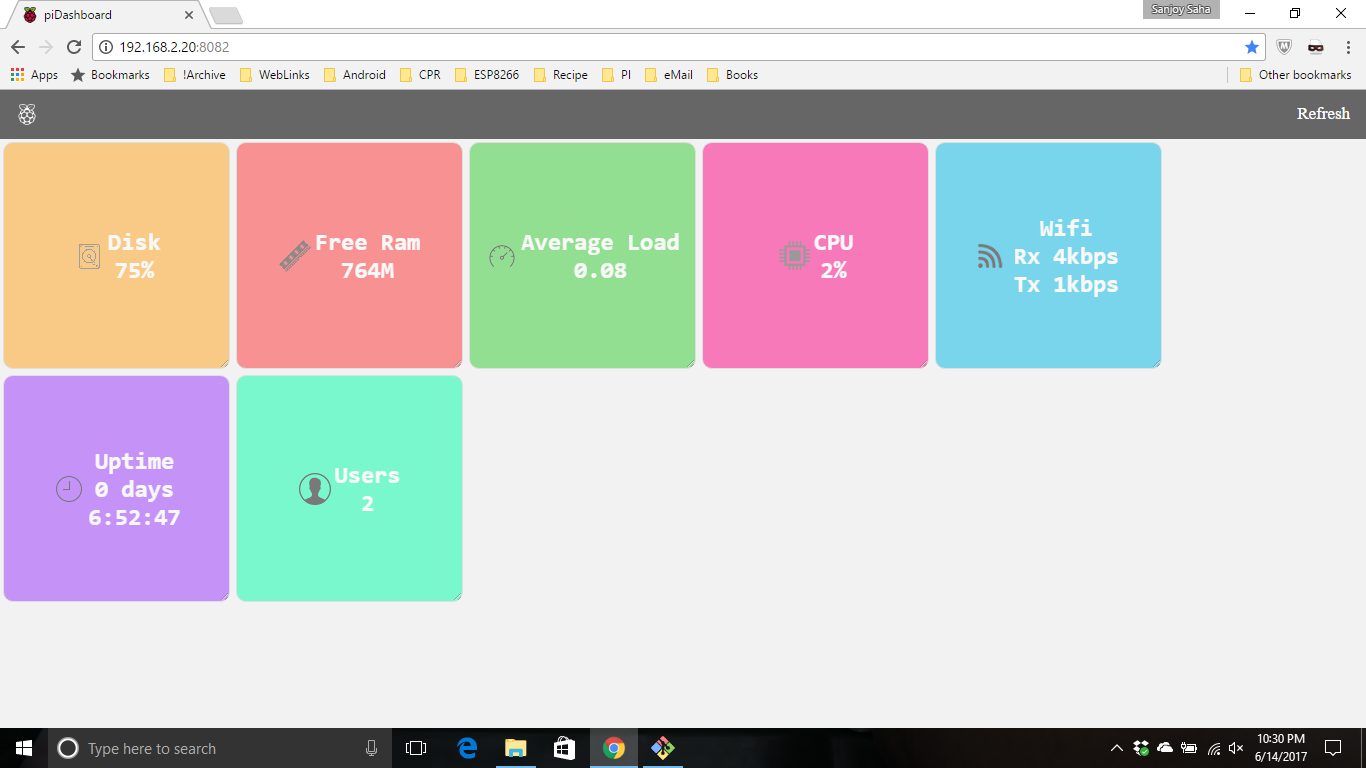 piDashboard
Sanjoy Saha
192.168.2.20:8082
Apps Bookmarks !Archive WebLinks Android CPR ESP8266 Recipe PI eMail Books Other bookmarks
Refresh
Disk
75%
Free Ram
764M
Average Load
0.08
CPU
2%
Wifi
Rx 4kbps
Tx 1kbps
Uptime
0 days
6:52:47
Users
2
Type here to search
10:30 PM
6/14/2017